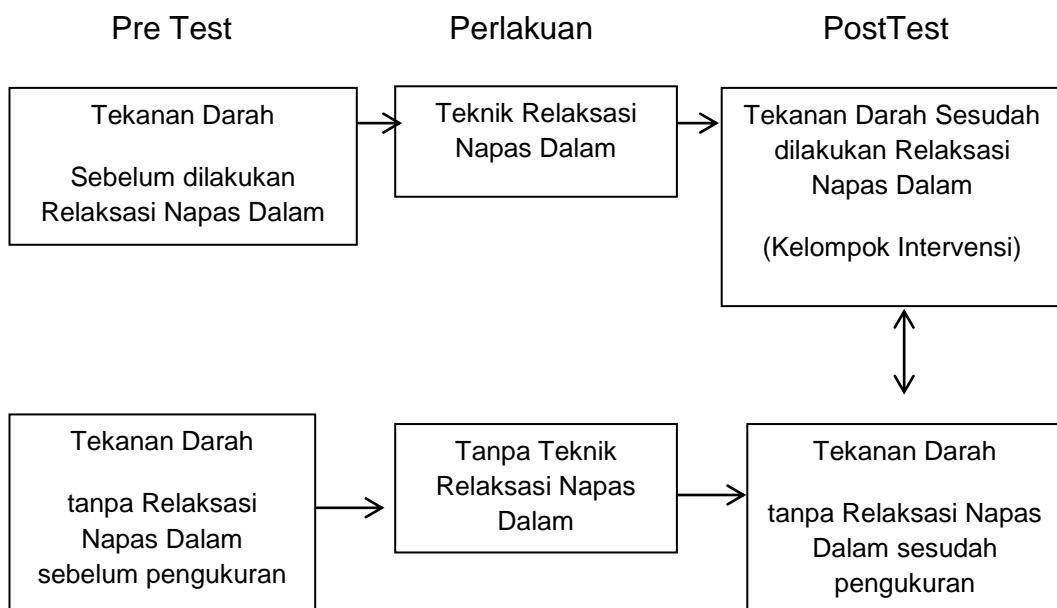 Pre Test
Perlakuan
PostTest
Tekanan Darah
Sebelum dilakukan
Relaksasi Napas Dalam
Teknik Relaksasi
Napas Dalam
Tekanan Darah Sesudah
dilakukan Relaksasi
Napas Dalam
(Kelompok Intervensi)
Tekanan Darah
tanpa Relaksasi
Napas Dalam
sebelum pengukuran
Tanpa Teknik
Relaksasi Napas
Dalam
Tekanan Darah
tanpa Relaksasi Napas
Dalam sesudah
pengukuran